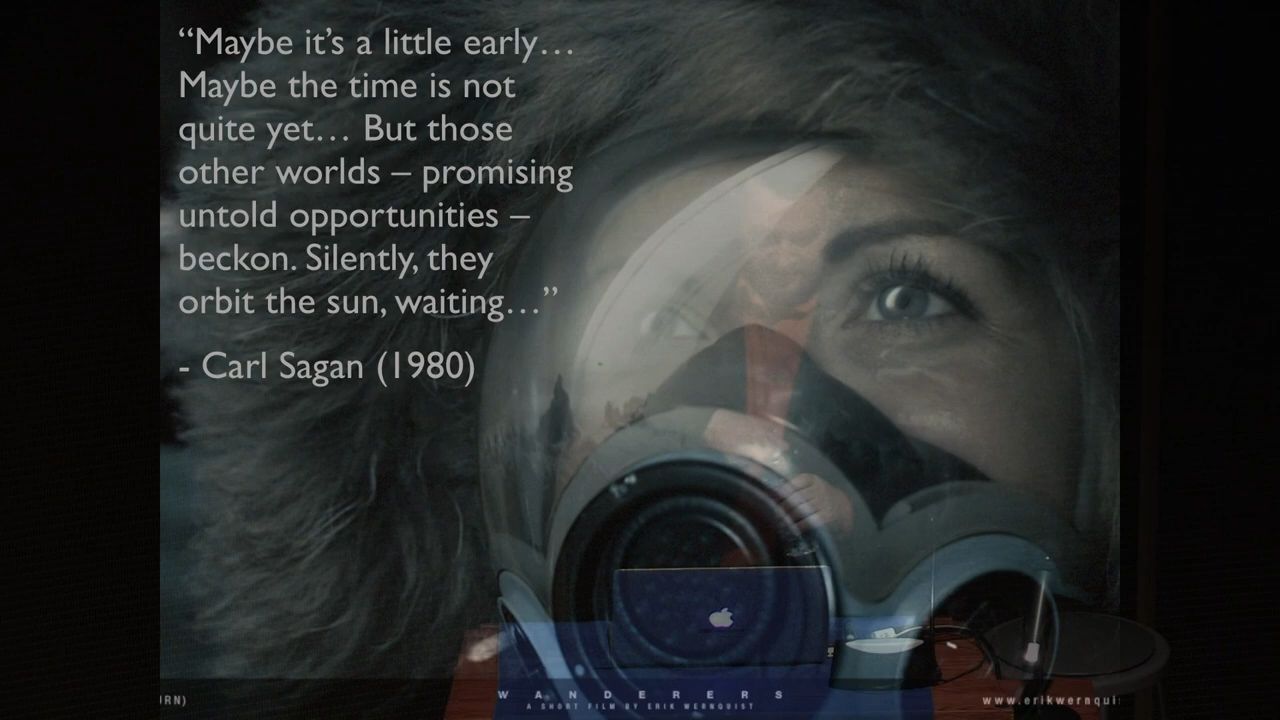 “Maybe it’s a little early…
Maybe the time is not
quite yet… But those
other worlds – promising
untold opportunities –
beckon. Silently, they
orbit the sun, waiting…”
- Carl Sagan (1980)
WANDERERS
A SHORT FILM BY ERIK WERNQUIST